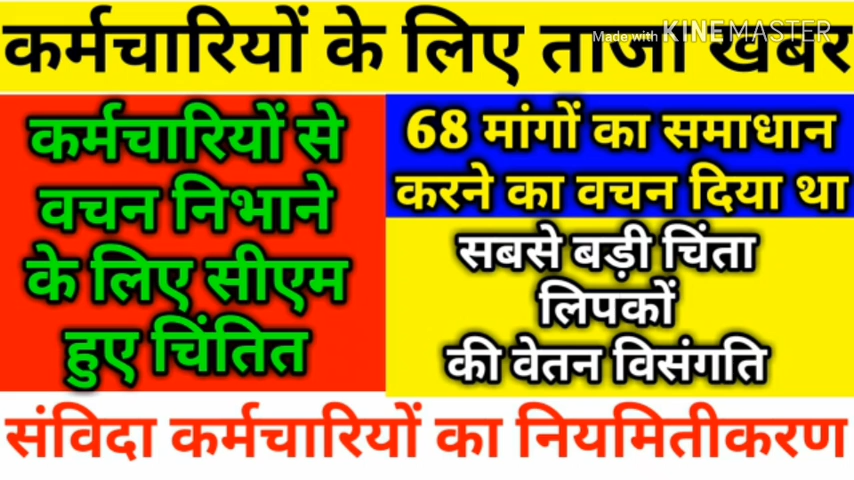 कर्मचारियों के लिए ताजा खबर
Made with KINEMASTER
कर्मचारियों से
वचन निभाने
के लिए सीएम
हुए चिंतित
68 मांगों का समाधान
करने का वचन दिया था
सबसे बड़ी चिंता
लिपकों
की वेतन विसंगति
संविदा कर्मचारियों का नियमितीकरण